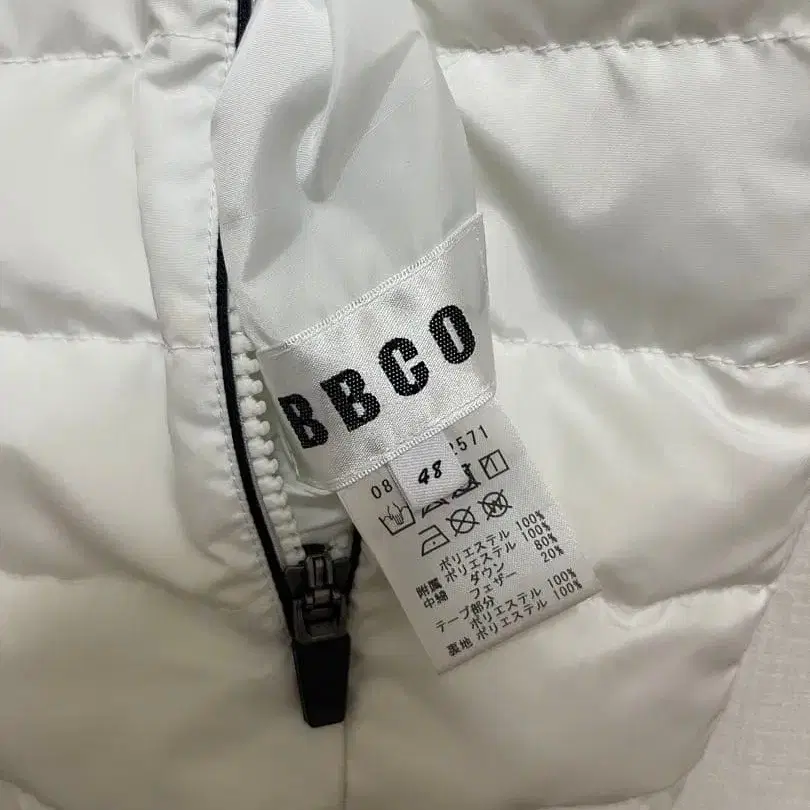 BBCO
48
08
2571
ポリエステル 100%
附属 ポリエステル 100%
中綿 ダウン 80%
フェザー 20%
テープ部分
ポリエステル 100%
裏地 ポリエステル 100%